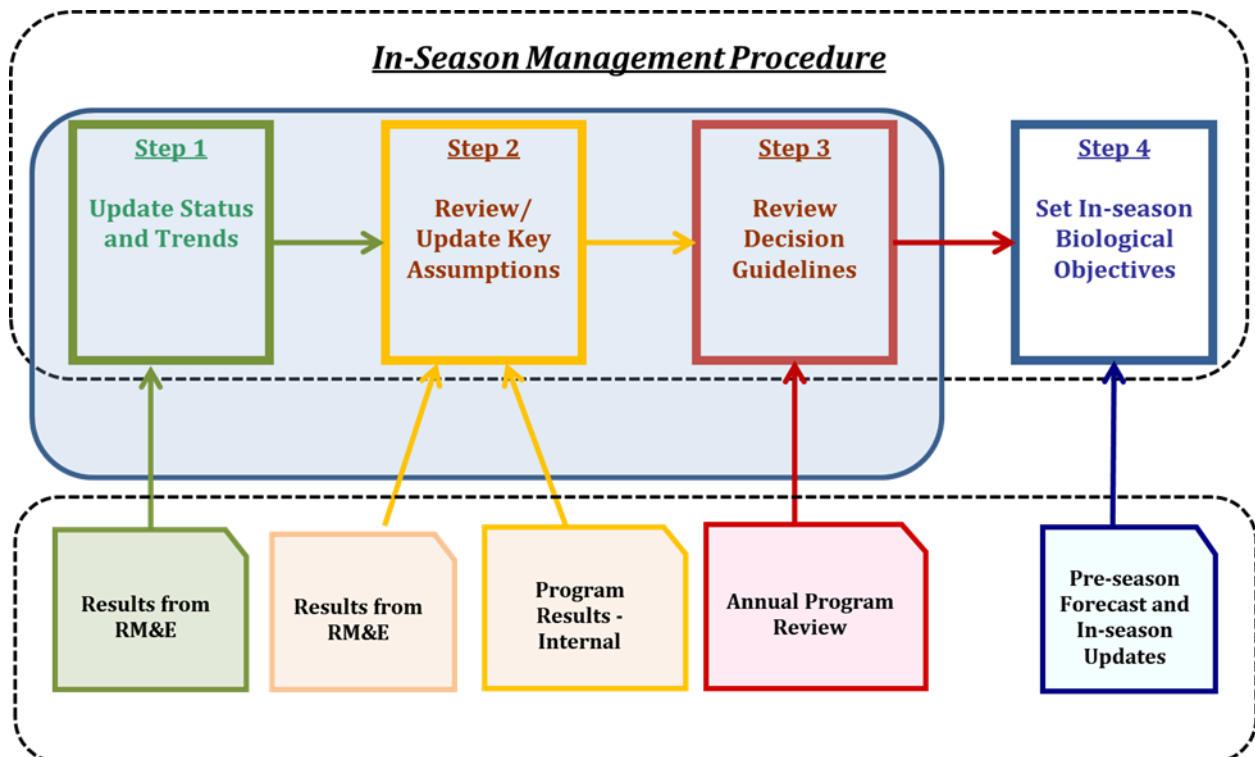 In-Season Management Procedure
Step 1
Update Status
and Trends
Step 2
Review/
Update Key
Assumptions
Step 3
Review
Decision
Guidelines
Step 4
Set In-season
Biological
Objectives
Results from
RM&E
Results from
RM&E
Program
Results -
Internal
Annual Program
Review
Pre-season
Forecast and
In-season
Updates